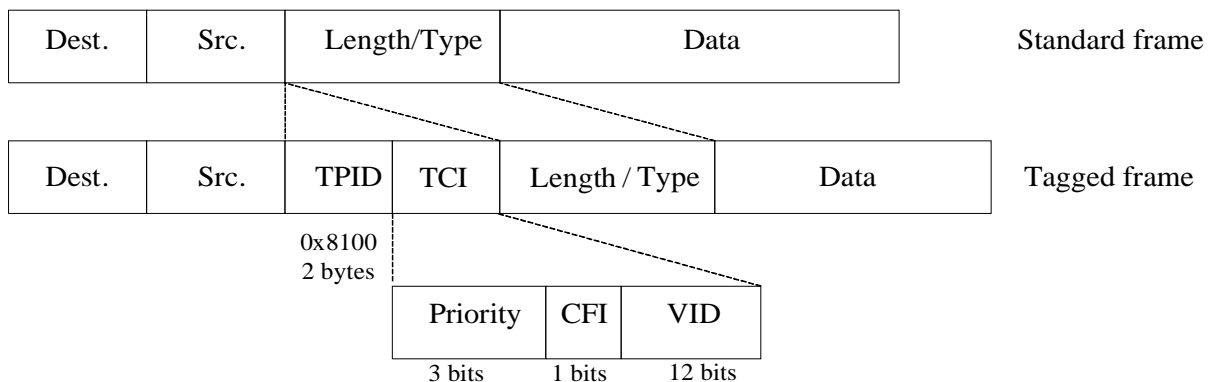 Dest. Src. Length/Type Data Standard frame
Dest. Src. TPID TCI Length / Type Data Tagged frame
0x8100
2 bytes
Priority CFI VID
3 bits 1 bits 12 bits